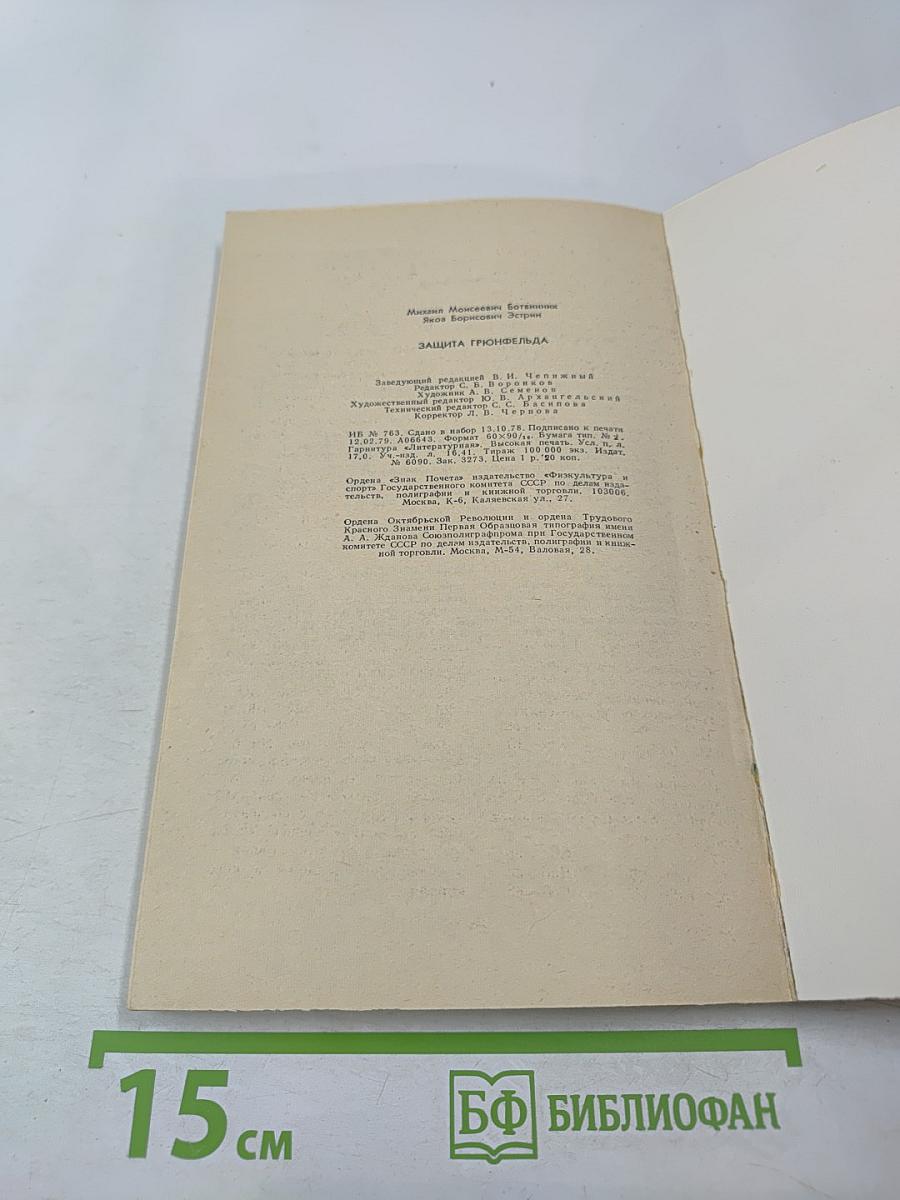 Михаил Моисеевич Ботвинник
Яков Борисович Эстрин
ЗАЩИТА ГРЮНФЕЛЬДА
Заведующий редакцией В. И. Чепижный
Редактор С. Б. Воронков
Художник А. В. Семенов
Художественный редактор Ю. В. Архангельский
Технический редактор С. С. Басипова
Корректор Л. В. Чернова
ИБ № 763. Сдано в набор 13.10.78. Подписано к печати
12.02.79. А06643. Формат 60×90/16. Бумага тип. № 2.
Гарнитура «Литературная». Высокая печать. Усл. п. л.
17,0. Уч.-изд. л. 16,41. Тираж 100 000 экз. Издат.
№ 6090. Зак. 3273. Цена 1 р. 20 коп.
Ордена «Знак Почета» издательство «Физкультура и
спорт» Государственного комитета СССР по делам изда-
тельств, полиграфии и книжной торговли. 103006,
Москва, К-6, Каляевская ул., 27.
Ордена Октябрьской Революции и ордена Трудового
Красного Знамени Первая Образцовая типография имени
А. А. Жданова Союзполиграфпрома при Государственном
комитете СССР по делам издательств, полиграфии и книж-
ной торговли. Москва, М-54, Валовая, 28.
15 см
БФ БИБЛИОФАН